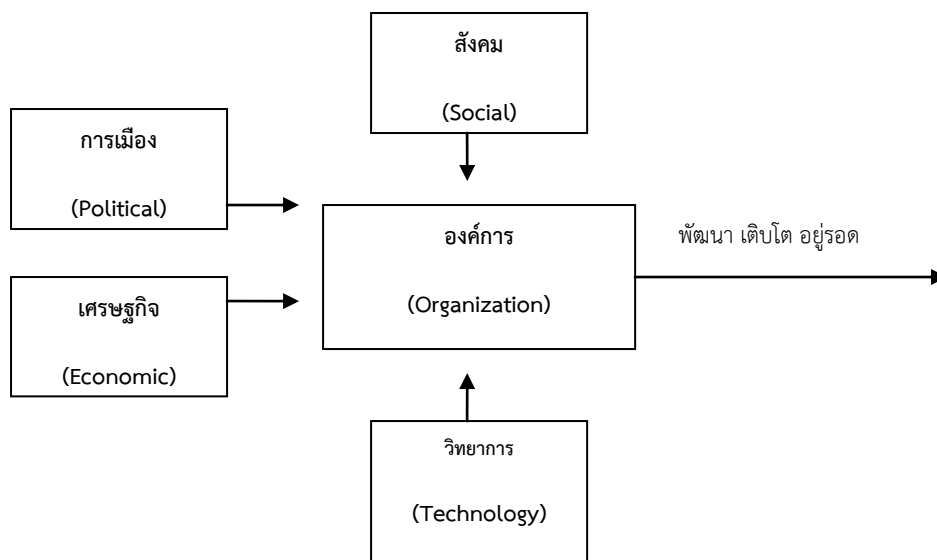 สังคม
(Social)
การเมือง
(Political)
องค์การ
(Organization)
พัฒนา เติบโต อยู่รอด
เศรษฐกิจ
(Economic)
วิทยาการ
(Technology)